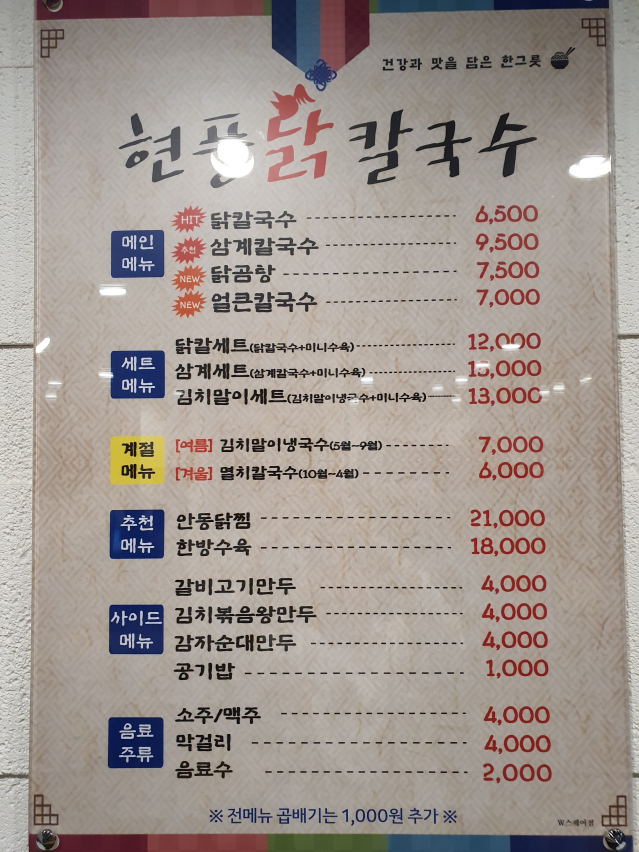 건강과 맛을 담은 한그릇
현풍닭칼국수
메인메뉴
HIT 닭칼국수 6,500
추천 삼계칼국수 9,500
NEW 닭곰탕 7,500
NEW 얼큰칼국수 7,000
세트메뉴
닭칼세트(닭칼국수+미니수육) 12,000
삼계세트(삼계칼국수+미니수육)
김치말이세트(김치말이냉국수+미니수육) 13,000
계절메뉴
[여름] 김치말이냉국수(5월~9월) 7,000
[겨울] 멸치칼국수(10월~4월) 6,000
추천메뉴
안동닭찜 21,000
한방수육 18,000
사이드메뉴
갈비고기만두 4,000
김치볶음왕만두 4,000
감자순대만두 4,000
공기밥 1,000
음료주류
소주/맥주 4,000
막걸리 4,000
음료수 2,000
※ 전메뉴 곱배기는 1,000원 추가 ※
W스퀘어점